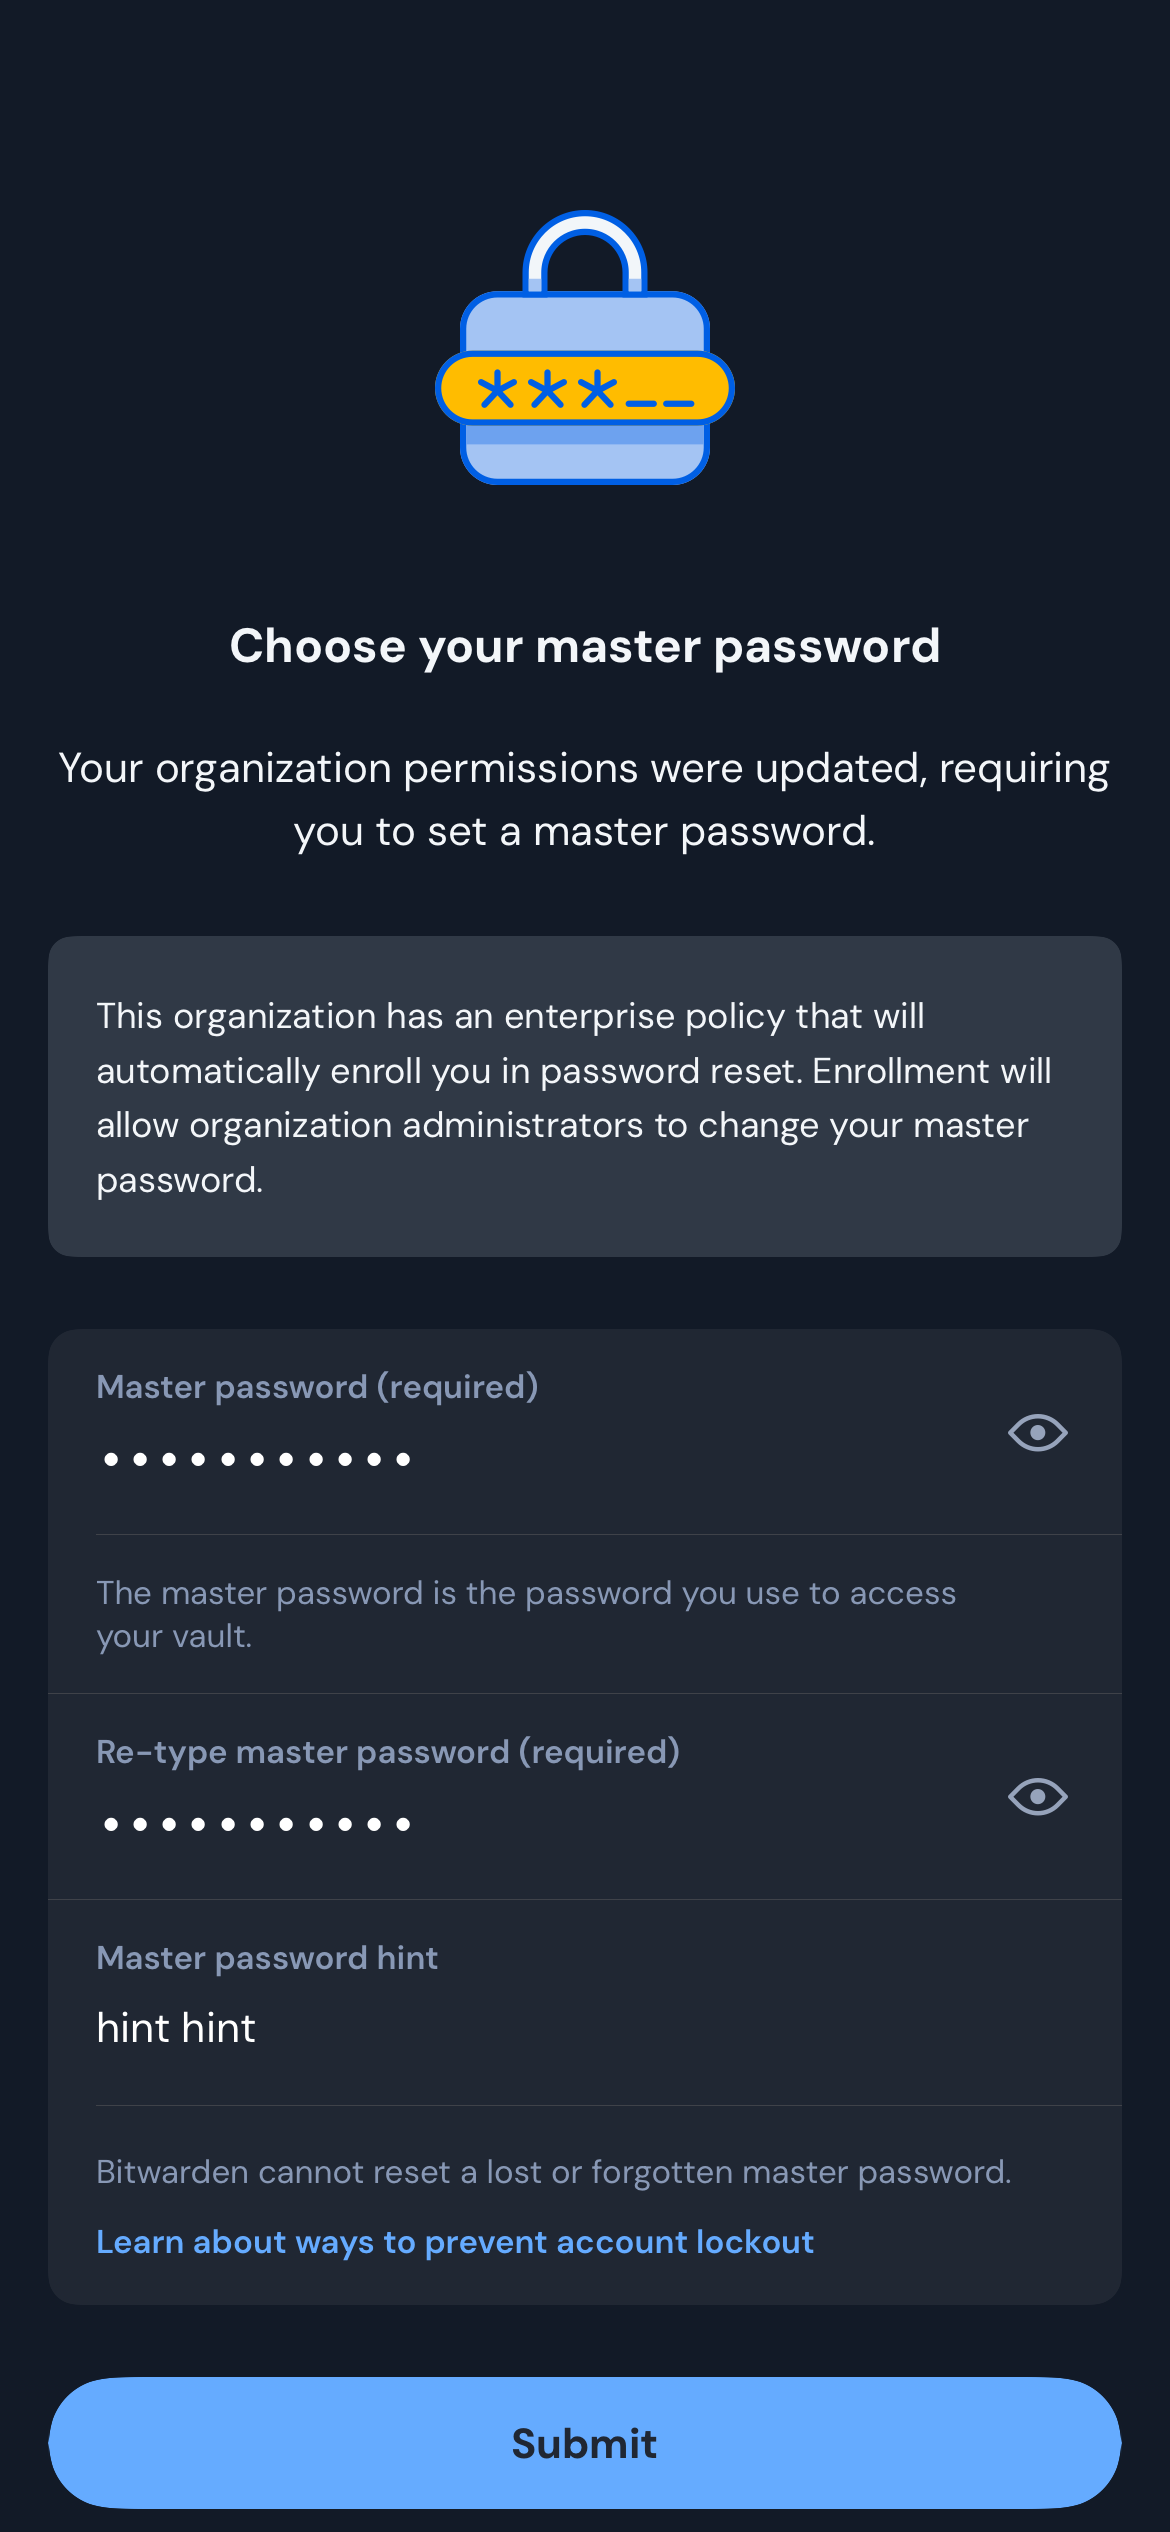 ***__
Choose your master password
Your organization permissions were updated, requiring
you to set a master password.
This organization has an enterprise policy that will
automatically enroll you in password reset. Enrollment will
allow organization administrators to change your master
password.
Master password (required)
•••••••••••
The master password is the password you use to access
your vault.
Re-type master password (required)
•••••••••••
Master password hint
hint hint
Bitwarden cannot reset a lost or forgotten master password.
Learn about ways to prevent account lockout
Submit